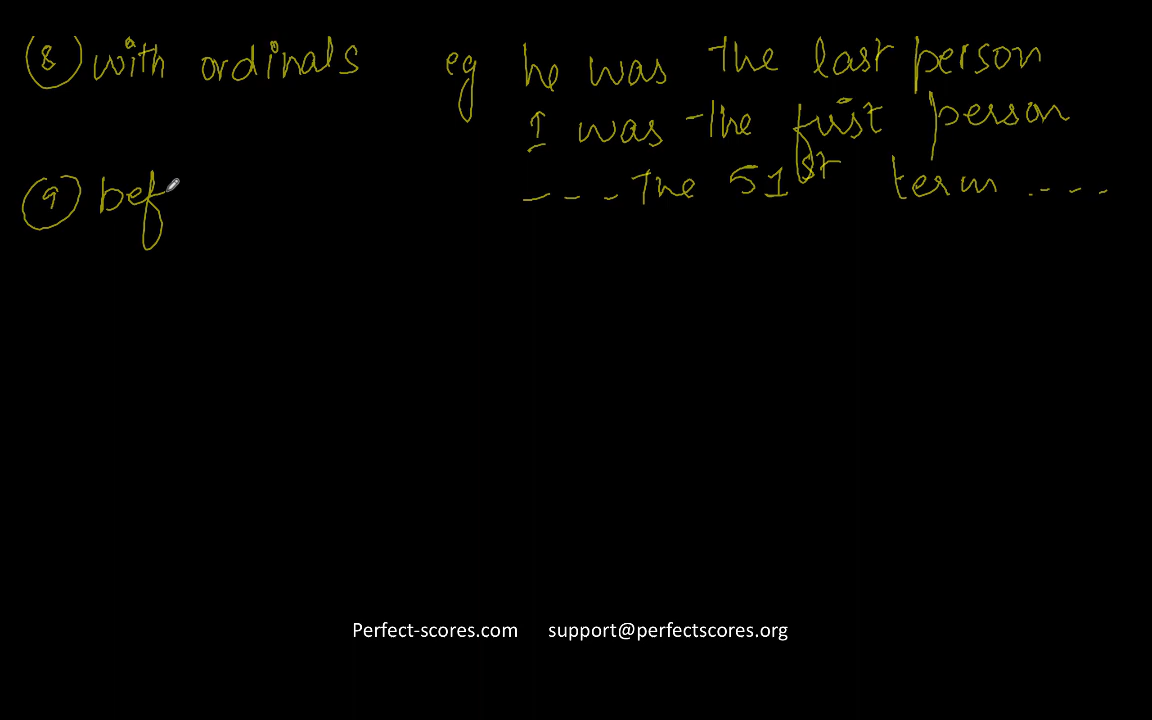 (8) with ordinals eg he was the last person
I was the first person
(9) bef ----the 51st term ----
Perfect-scores.com support@perfectscores.org